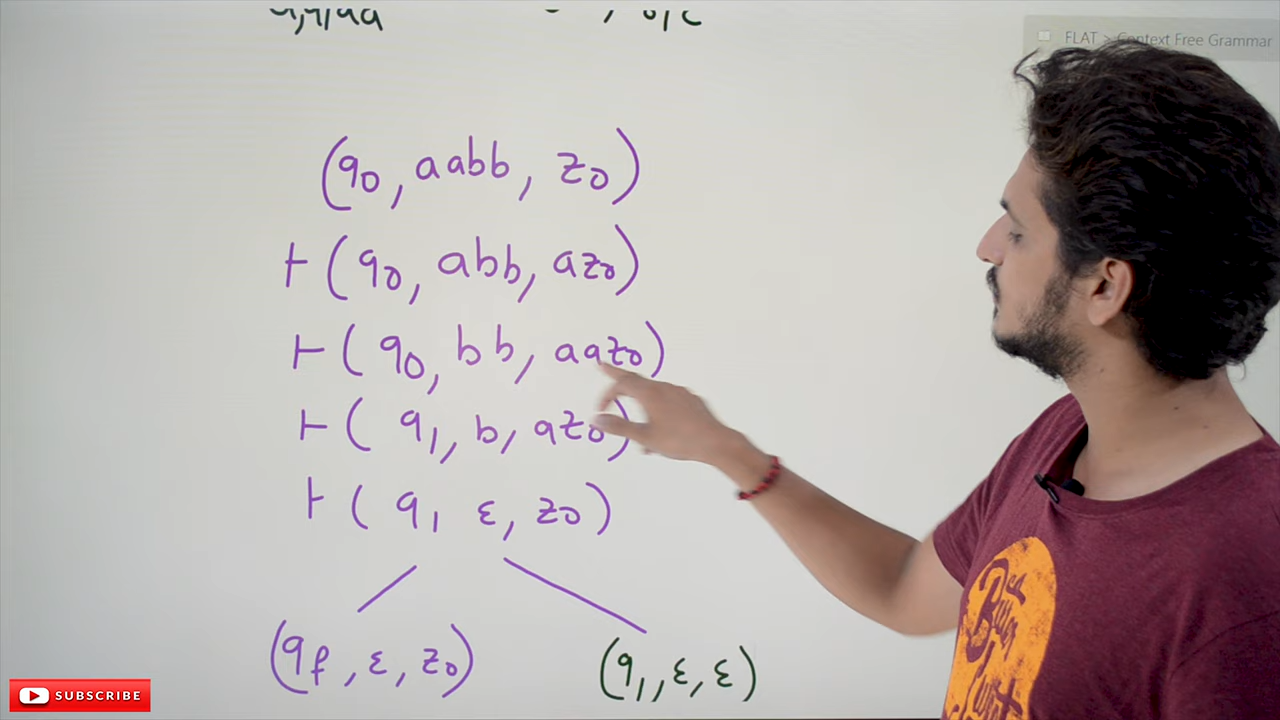 FLAT > Context Free Grammar
(q0, aabb, z0)
⊢ (q0, abb, az0)
⊢ (q0, bb, aaz0)
⊢ (q1, b, az0)
⊢ (q1 ε, z0)
(qf, ε, z0) (q1, ε, ε)
SUBSCRIBE